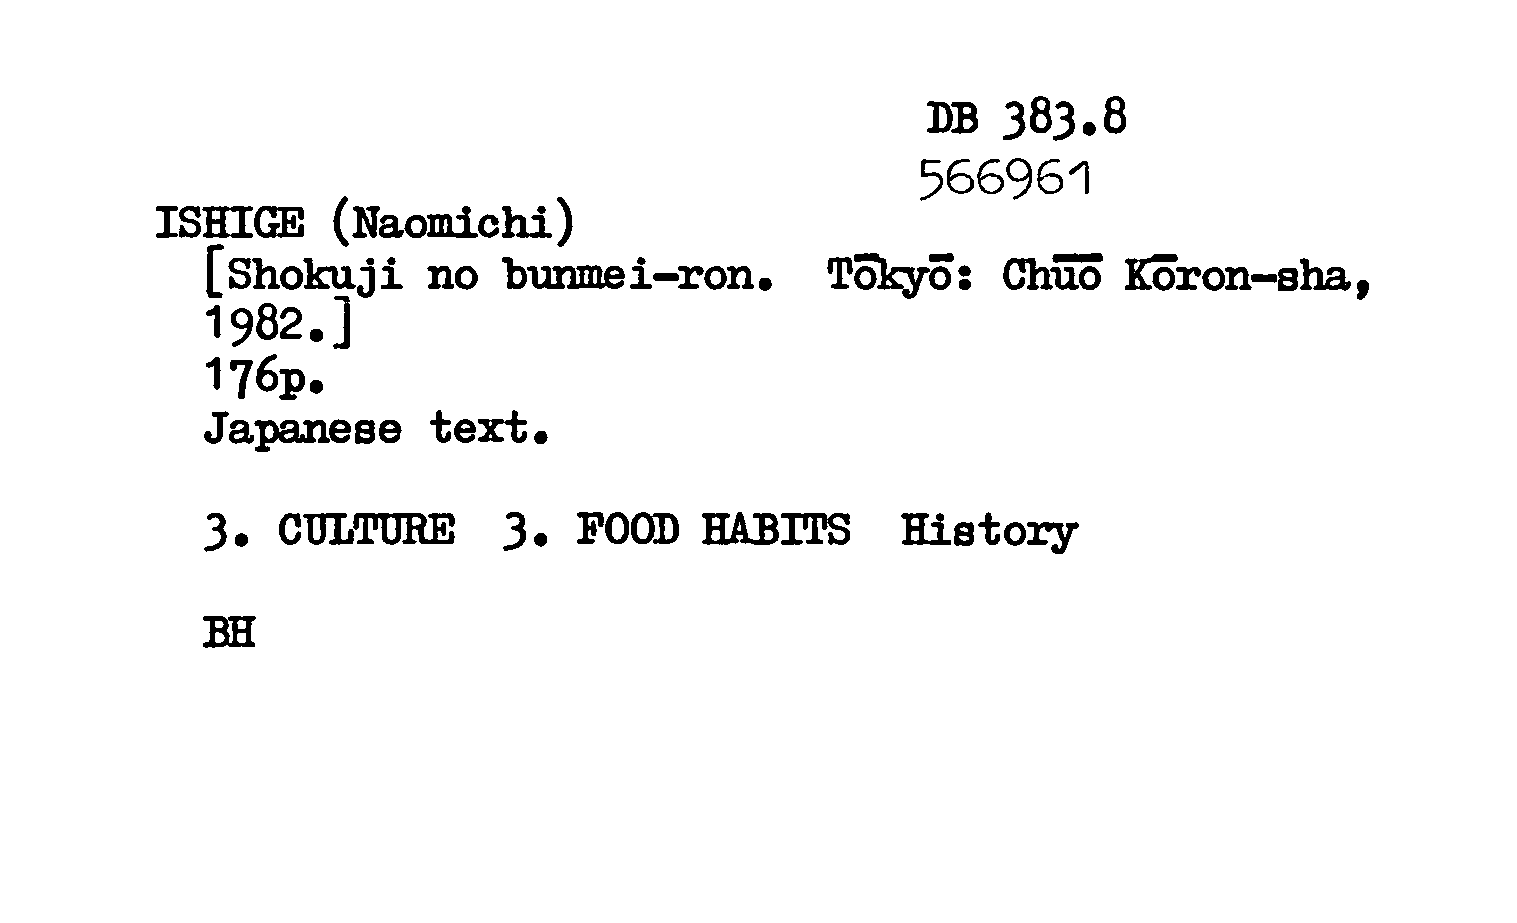 DB 383.8
566961
ISHIGE (Naomichi)
[Shokuji no bunmei-ron. Tōkyō: Chūō Kōron-sha,
1982.]
176p.
Japanese text.
3. CULTURE 3. FOOD HABITS History
BH